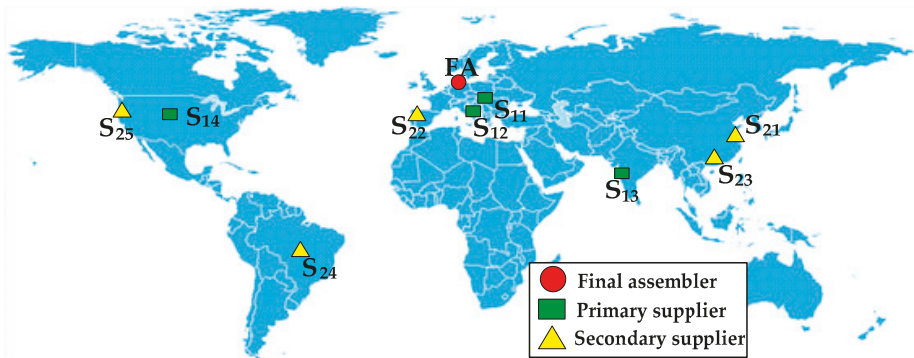 FA
S11
S12
S14
S25
S22
S21
S23
S13
S24
Final assembler
Primary supplier
Secondary supplier